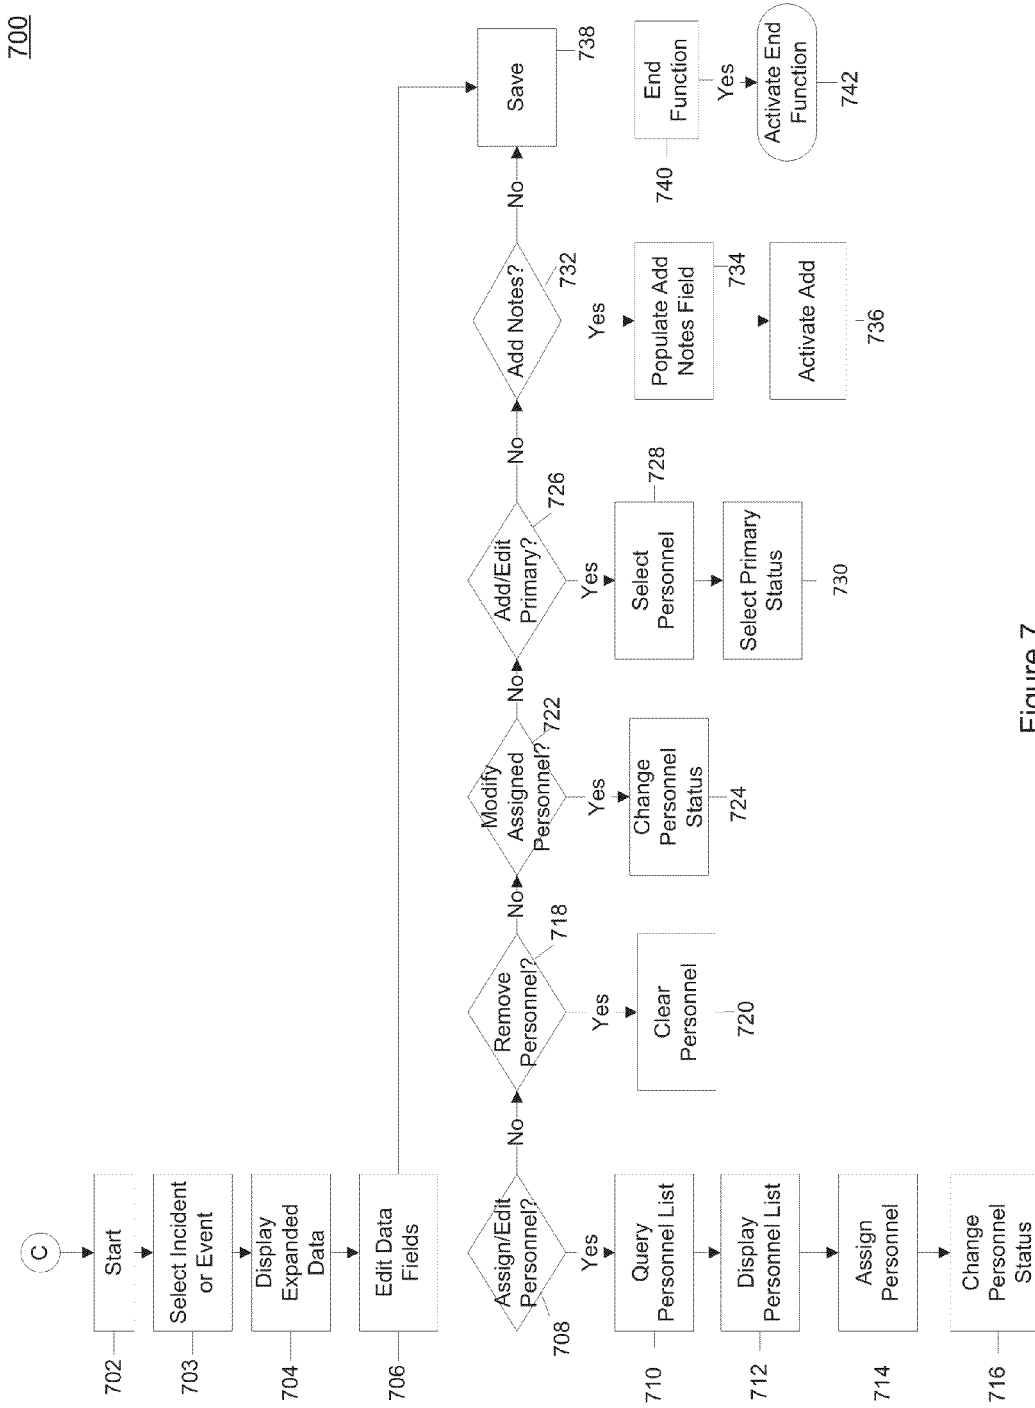 700
C
702
Start
703
Select Incident
or Event
704
Display
Expanded
Data
706
Edit Data
Fields
708
Assign/Edit
Personnel?
Yes
710
Query
Personnel List
712
Display
Personnel List
714
Assign
Personnel
716
Change
Personnel
Status
No
Remove
Personnel?
718
Yes
Clear
Personnel
720
No
Modify
Assigned
Personnel?
722
Yes
Change
Personnel
Status
724
No
Add/Edit
Primary?
726
Yes
Select
Personnel
728
Select Primary
Status
730
No
Add Notes?
732
Yes
Populate Add
Notes Field
734
Activate Add
736
No
Save
738
End
Function
740
Yes
Activate End
Function
742
Figure 7